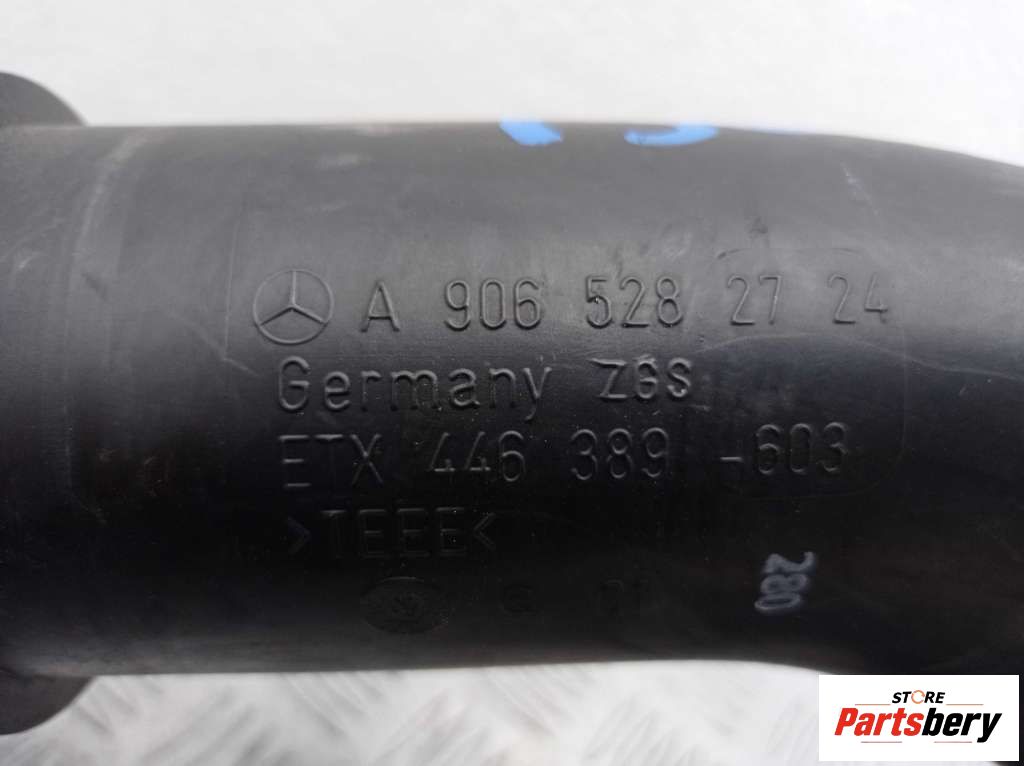 A 906 528 27 24
Germany ZGS
ETX 446 389 -603
>TEEE<
280
STORE
Partsbery